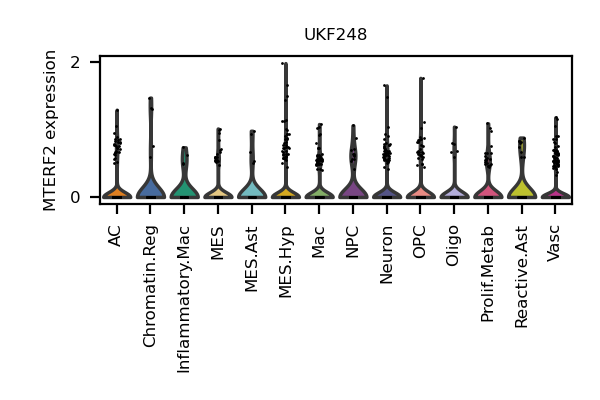 UKF248
MTERF2 expression
2
0
AC
Chromatin.Reg
Inflammatory.Mac
MES
MES.Ast
MES.Hyp
Mac
NPC
Neuron
OPC
Oligo
Prolif.Metab
Reactive.Ast
Vasc